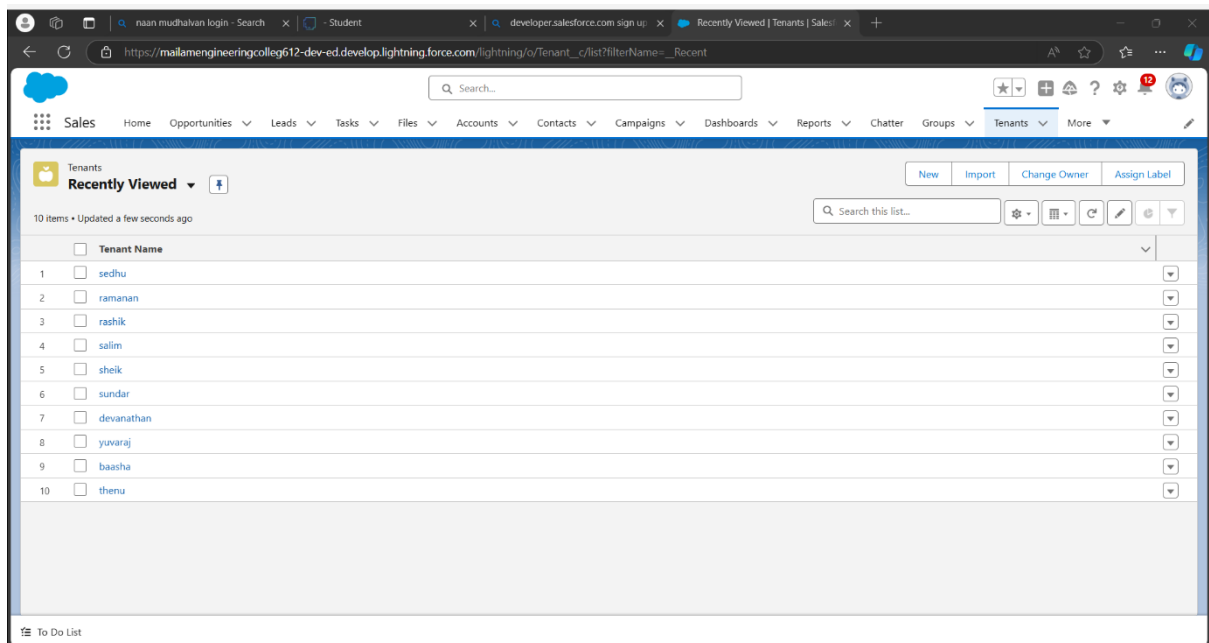 naan mudhalvan login - Search
- Student
developer.salesforce.com sign up
Recently Viewed | Tenants | Salesf
https://mailamengineeringcolleg612-dev-ed.develop.lightning.force.com/lightning/o/Tenant__c/list?filterName=__Recent
Search...
12
Sales Home Opportunities Leads Tasks Files Accounts Contacts Campaigns Dashboards Reports Chatter Groups Tenants More
Tenants
Recently Viewed
New Import Change Owner Assign Label
10 items • Updated a few seconds ago
Search this list...
Tenant Name
1 sedhu
2 ramanan
3 rashik
4 salim
5 sheik
6 sundar
7 devanathan
8 yuvaraj
9 baasha
10 thenu
To Do List